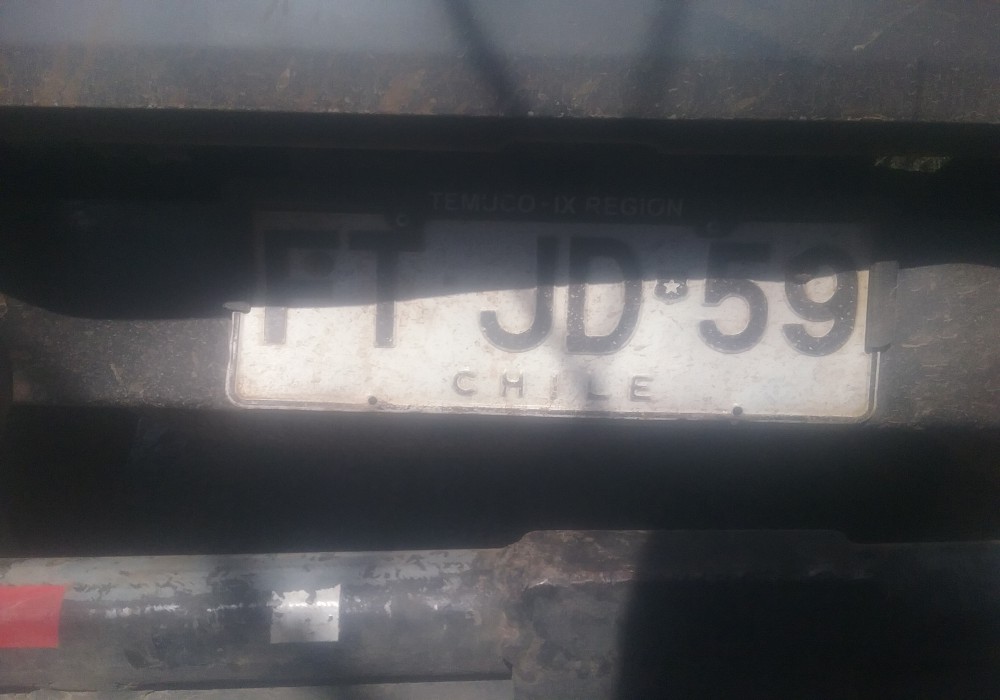 TEMUCO - IX REGION
FT JD★59
CHILE